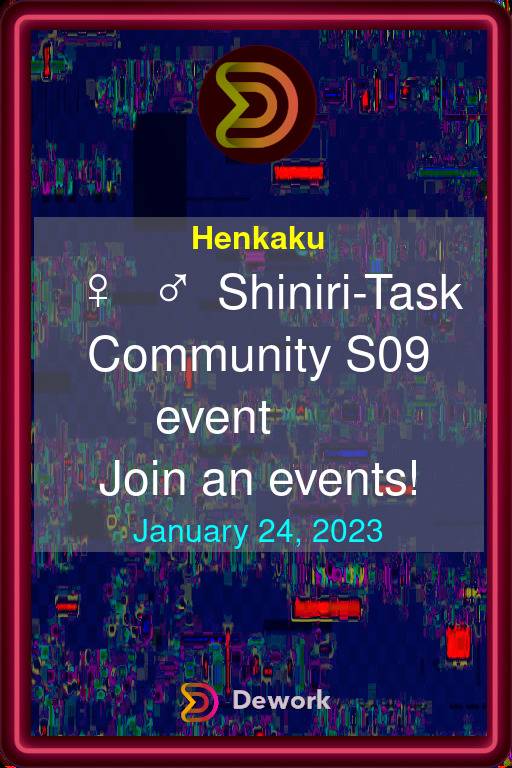 Henkaku
♀ ♂ Shiniri-Task
Community S09
event
Join an events!
January 24, 2023
Dework